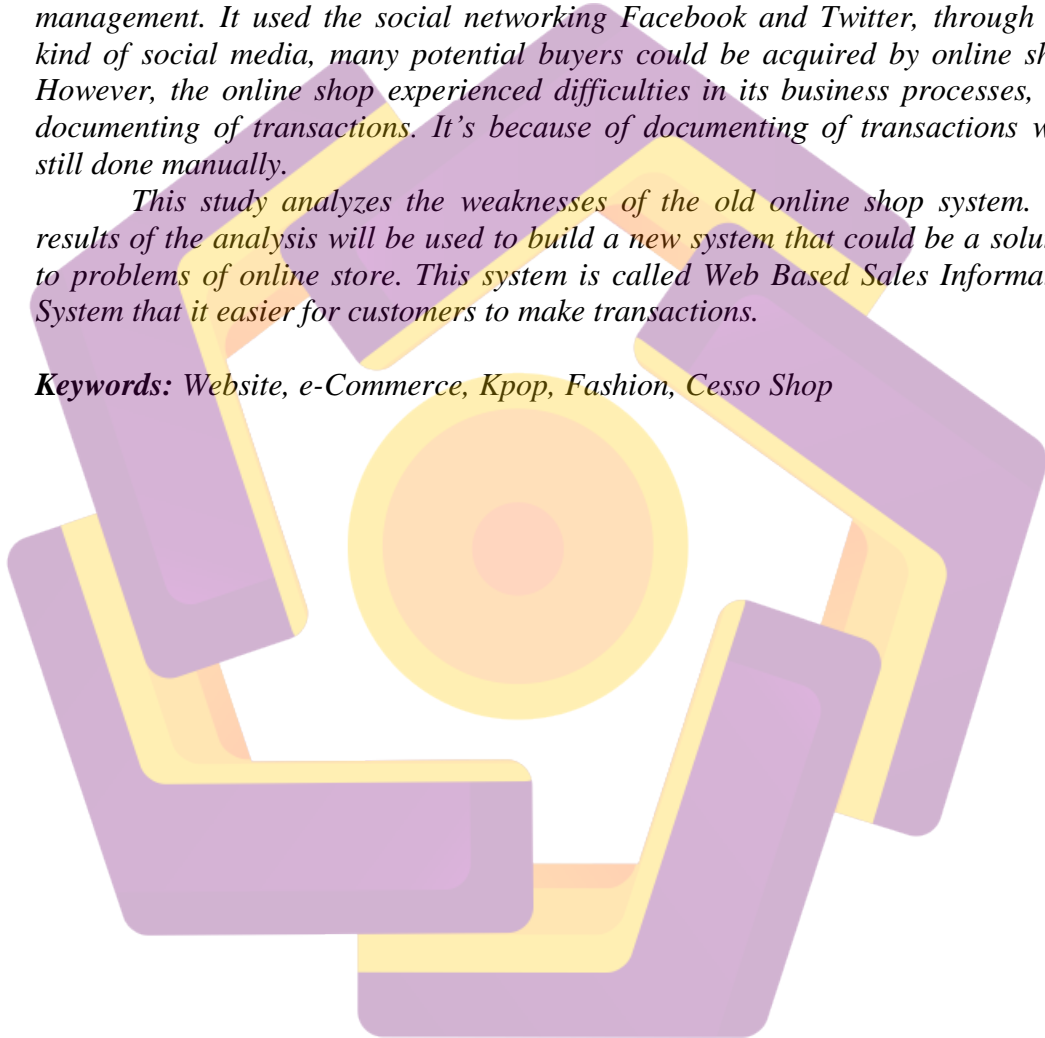 management. It used the social networking Facebook and Twitter, through
kind of social media, many potential buyers could be acquired by online
However, the online shop experienced difficulties in its business processes,
documenting of transactions. It's because of documenting of transactions
still done manually.
This study analyzes the weaknesses of the old online shop system.
results of the analysis will be used to build a new system that could be a
to problems of online store. This system is called Web Based Sales
System that it easier for customers to make transactions.
Keywords: Website, e-Commerce, Kpop, Fashion, Cesso Shop